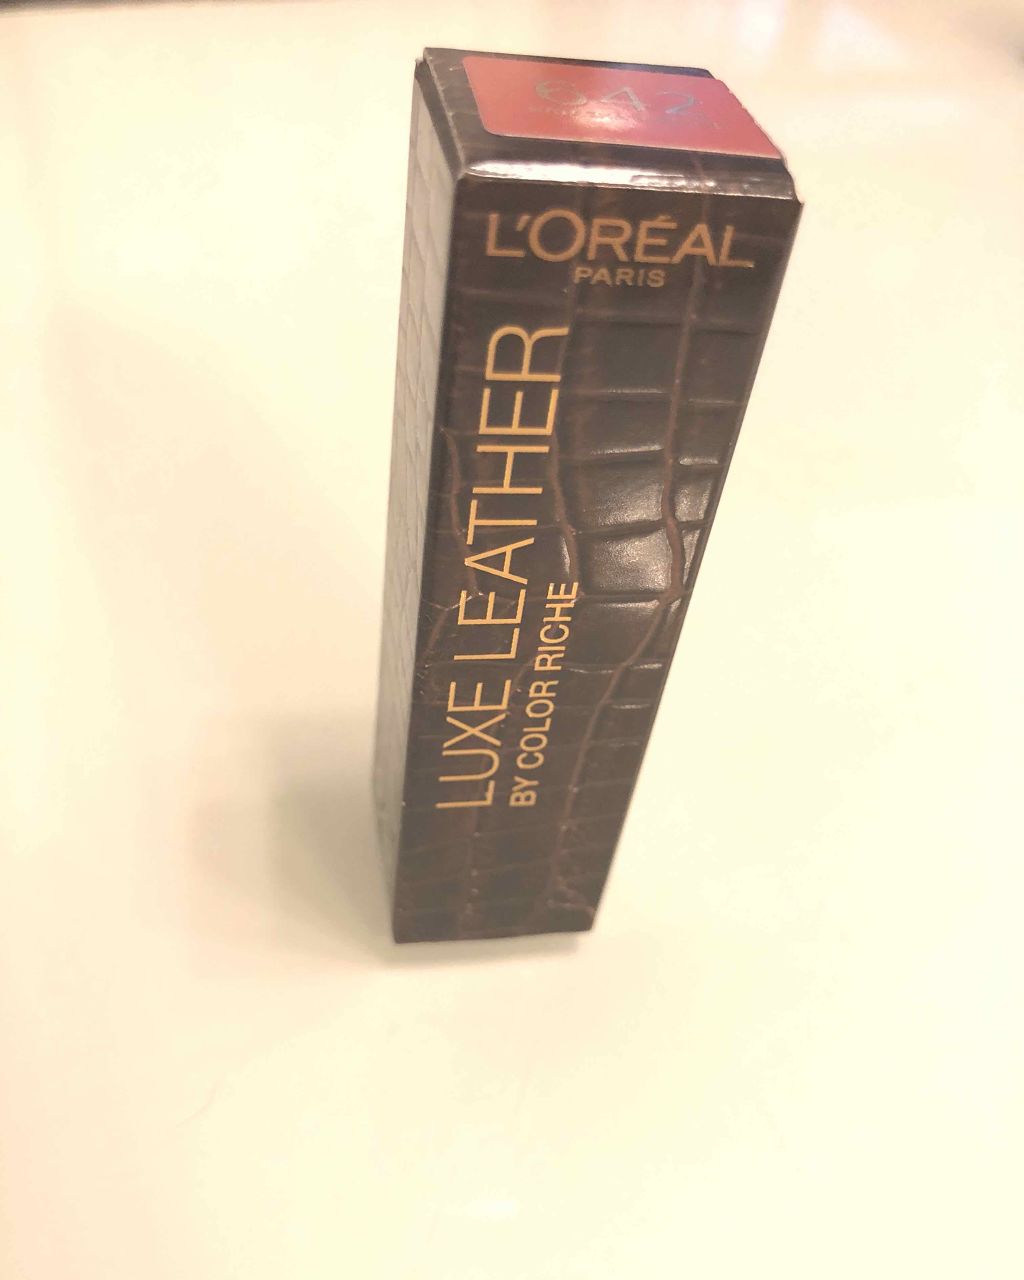 642
L'ORÉAL
PARIS
LUXE LEATHER
BY COLOR RICHE